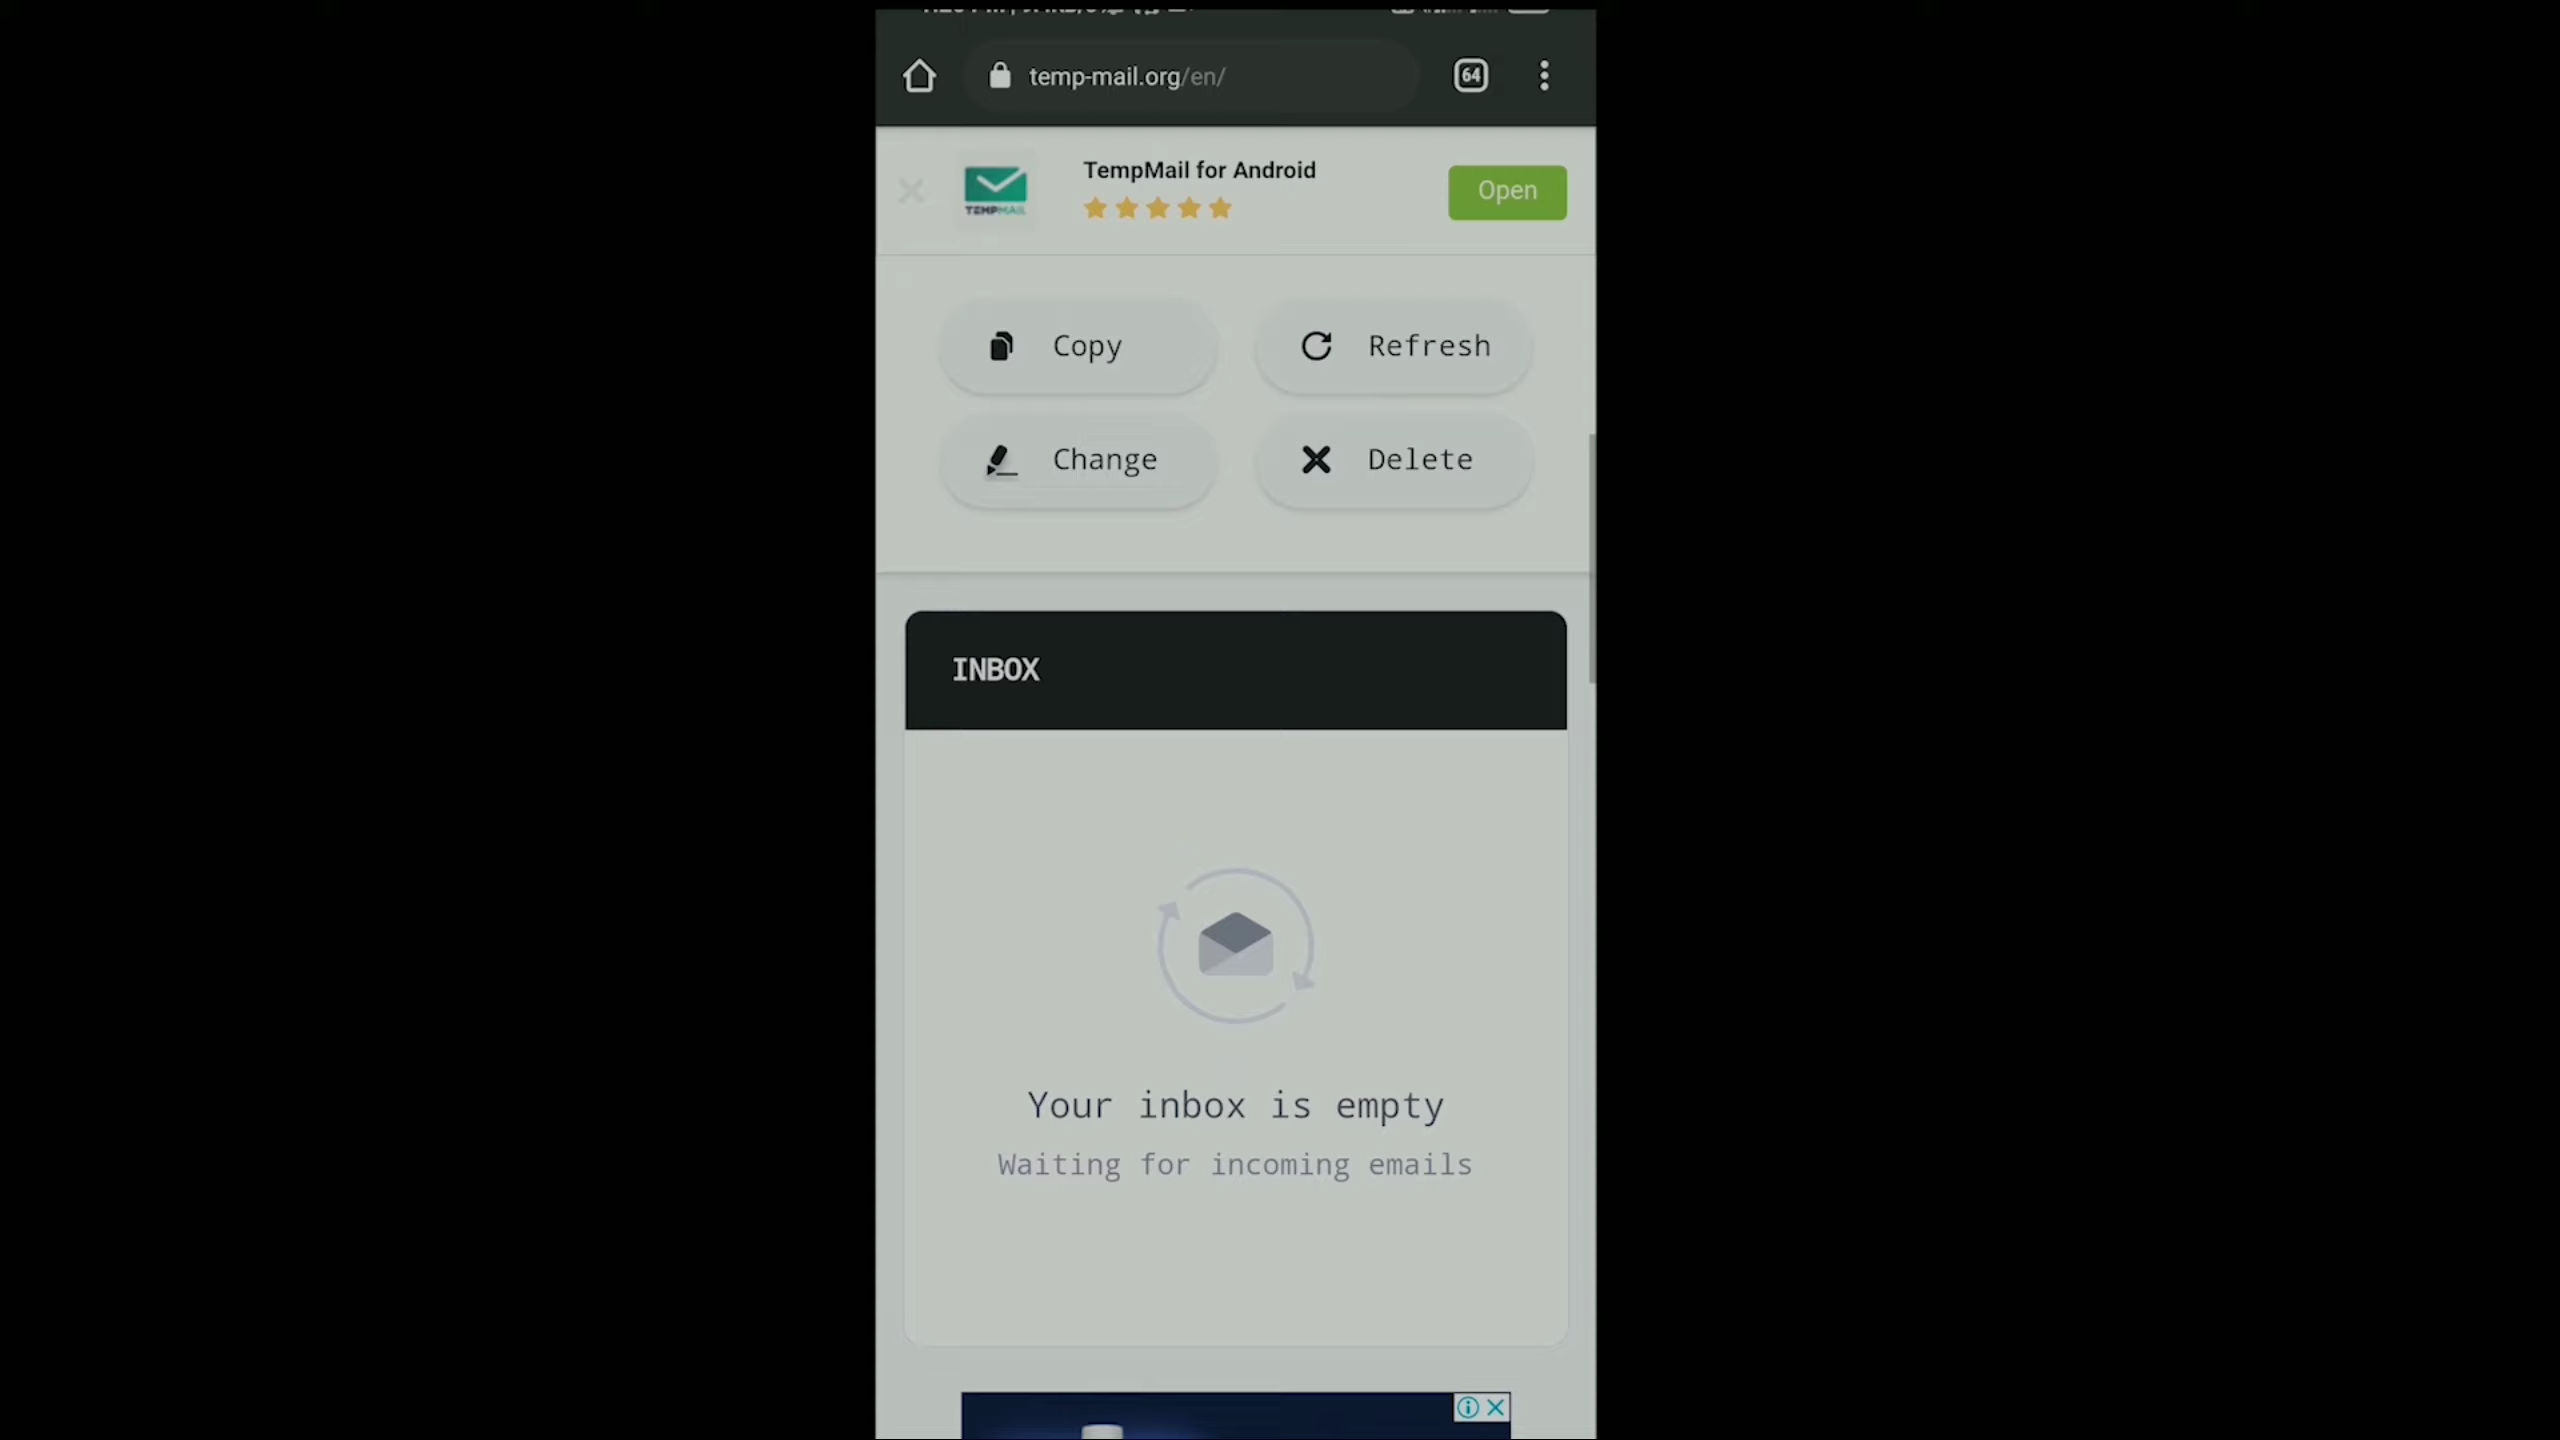 temp-mail.org/en/
64
TempMail for Android
TEMPMAIL
Open
Copy
Refresh
Change
Delete
INBOX
Your inbox is empty
Waiting for incoming emails